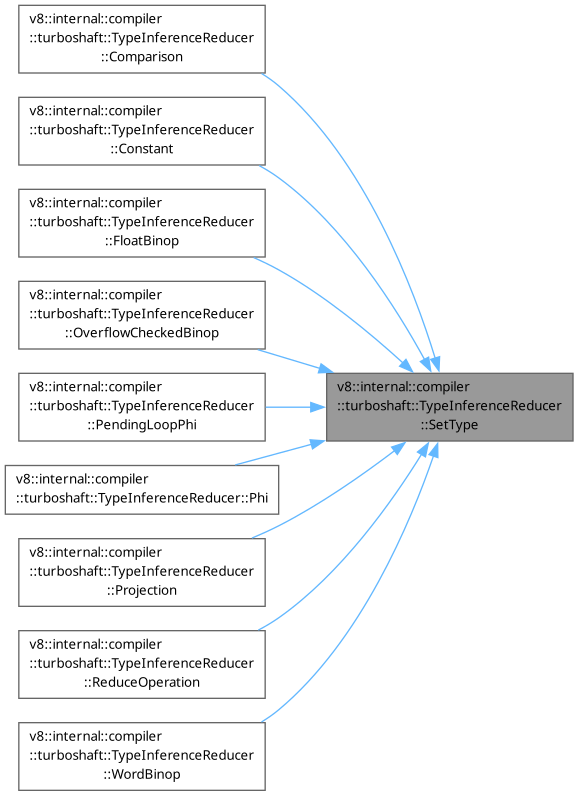 v8::internal::compiler
::turboshaft::TypeInferenceReducer
::Comparison
v8::internal::compiler
::turboshaft::TypeInferenceReducer
::Constant
v8::internal::compiler
::turboshaft::TypeInferenceReducer
::FloatBinop
v8::internal::compiler
::turboshaft::TypeInferenceReducer
::OverflowCheckedBinop
v8::internal::compiler
::turboshaft::TypeInferenceReducer
::PendingLoopPhi
v8::internal::compiler
::turboshaft::TypeInferenceReducer
::SetType
v8::internal::compiler
::turboshaft::TypeInferenceReducer::Phi
v8::internal::compiler
::turboshaft::TypeInferenceReducer
::Projection
v8::internal::compiler
::turboshaft::TypeInferenceReducer
::ReduceOperation
v8::internal::compiler
::turboshaft::TypeInferenceReducer
::WordBinop